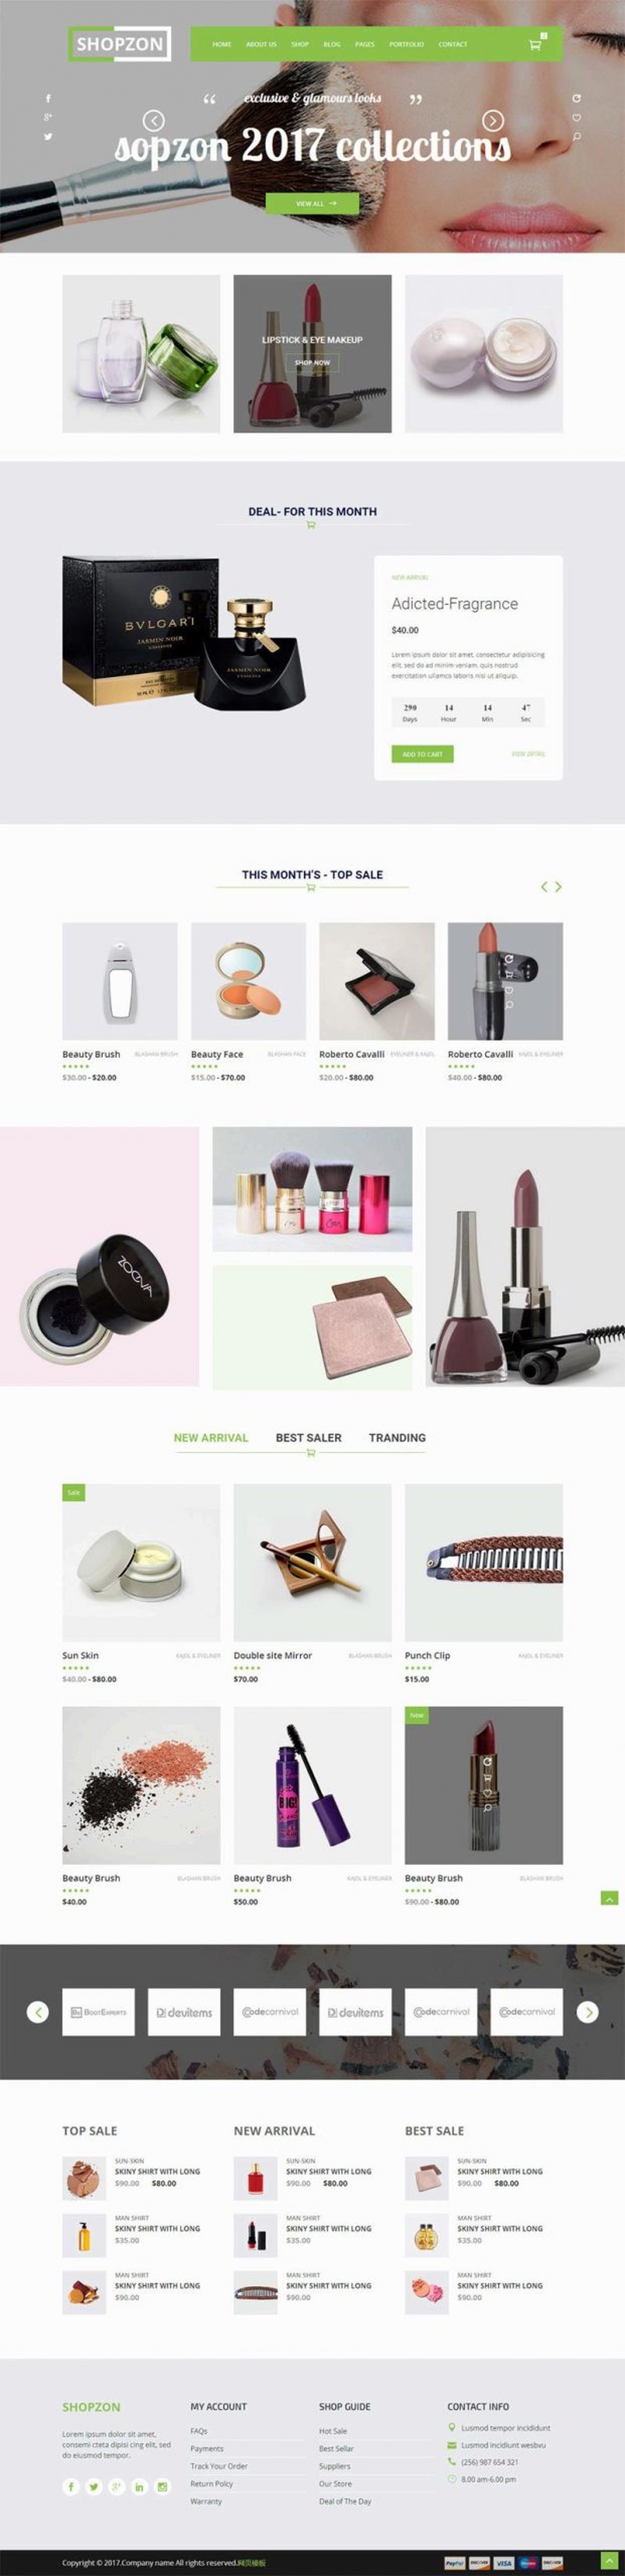 SHOPZON
HOME ABOUT US SHOP BLOG PAGES PORTFOLIO CONTACT
2
“ exclusive & glamours looks ”
sopzon 2017 collections
VIEW ALL
LIPSTICK & EYE MAKEUP
SHOP NOW
DEAL- FOR THIS MONTH
BVLGARI
JASMIN NOIR
JASMIN NOIR
NEW ARRIVAL
Adicted-Fragrance
$40.00
Lorem ipsum dolor sit amet, consectetur adipisicing
elit, sed do ad minim veniam, quis nostrud
exercitation ullamco laboris nisi ut aliquip.
290 14 14 47
Days Hour Min Sec
ADD TO CART VIEW DETAIL
THIS MONTH'S - TOP SALE
Beauty Brush BLASHAN BRUSH
$30.00 - $20.00
Beauty Face BLASHAN FACE
$15.00 - $70.00
Roberto Cavalli EYELINER & KAJOL
$20.00 - $80.00
Roberto Cavalli KAJOL & EYELINER
$40.00 - $80.00
ZOEVA
NEW ARRIVAL BEST SALER TRANDING
Sale
Sun Skin KAJOL & EYELINER
$40.00 - $80.00
Double site Mirror BLASHAN BRUSH
$70.00
Punch Clip KAJOL & EYELINER
$15.00
BIG!
New
Beauty Brush BLASHAN BRUSH
$40.00
Beauty Brush KAJOL & EYELINER
$50.00
Beauty Brush BLASHAN BRUSH
$90.00 - $80.00
BootExperts devitems Codecarnival devitems Codecarnival Codecarnival
TOP SALE
SUN-SKIN
SKINY SHIRT WITH LONG
$90.00 $80.00
MAN SHIRT
SKINY SHIRT WITH LONG
$35.00
MAN SHIRT
SKINY SHIRT WITH LONG
$90.00
NEW ARRIVAL
SUN-SKIN
SKINY SHIRT WITH LONG
$90.00 $80.00
MAN SHIRT
SKINY SHIRT WITH LONG
$35.00
MAN SHIRT
SKINY SHIRT WITH LONG
$90.00
BEST SALE
SUN-SKIN
SKINY SHIRT WITH LONG
$90.00 $80.00
MAN SHIRT
SKINY SHIRT WITH LONG
$35.00
MAN SHIRT
SKINY SHIRT WITH LONG
$90.00
SHOPZON
Lorem ipsum dolor sit amet,
consemi cteta dipisi cing elit, sed
do eiusmod tempor.
MY ACCOUNT
FAQs
Payments
Track Your Order
Return Policy
Warranty
SHOP GUIDE
Hot Sale
Best Sellar
Suppliers
Our Store
Deal of The Day
CONTACT INFO
Lusmod tempor incididunt
Lusmod incidiunt wesbvu
(256) 987 654 321
8.00 am-6.00 pm
Copyright © 2017.Company name All rights reserved.网页模板
PayPal DISCOVER VISA DISCOVER